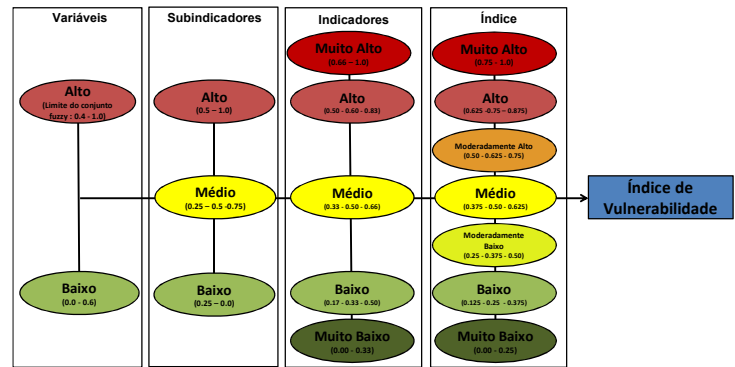 Variáveis
Alto
(Limite do conjunto
fuzzy : 0.4 - 1.0)
Baixo
(0.0 - 0.6)
Subindicadores
Alto
(0.5 – 1.0)
Médio
(0.25 – 0.5 -0.75)
Baixo
(0.25 – 0.0)
Indicadores
Muito Alto
(0.66 – 1.0)
Alto
(0.50 - 0.60 - 0.83)
Médio
(0.33 - 0.50 - 0.66)
Baixo
(0.17 - 0.33 - 0.50)
Muito Baixo
(0.00 - 0.33)
Índice
Muito Alto
(0.75 - 1.0)
Alto
(0.625 -0.75 – 0.875)
Moderadamente Alto
(0.50 - 0.625 - 0.75)
Médio
(0.375 - 0.50 - 0.625)
Moderadamente
Baixo
(0.25 - 0.375 - 0.50)
Baixo
(0.125 - 0.25 - 0.375)
Muito Baixo
(0.00 - 0.25)
Índice de
Vulnerabilidade